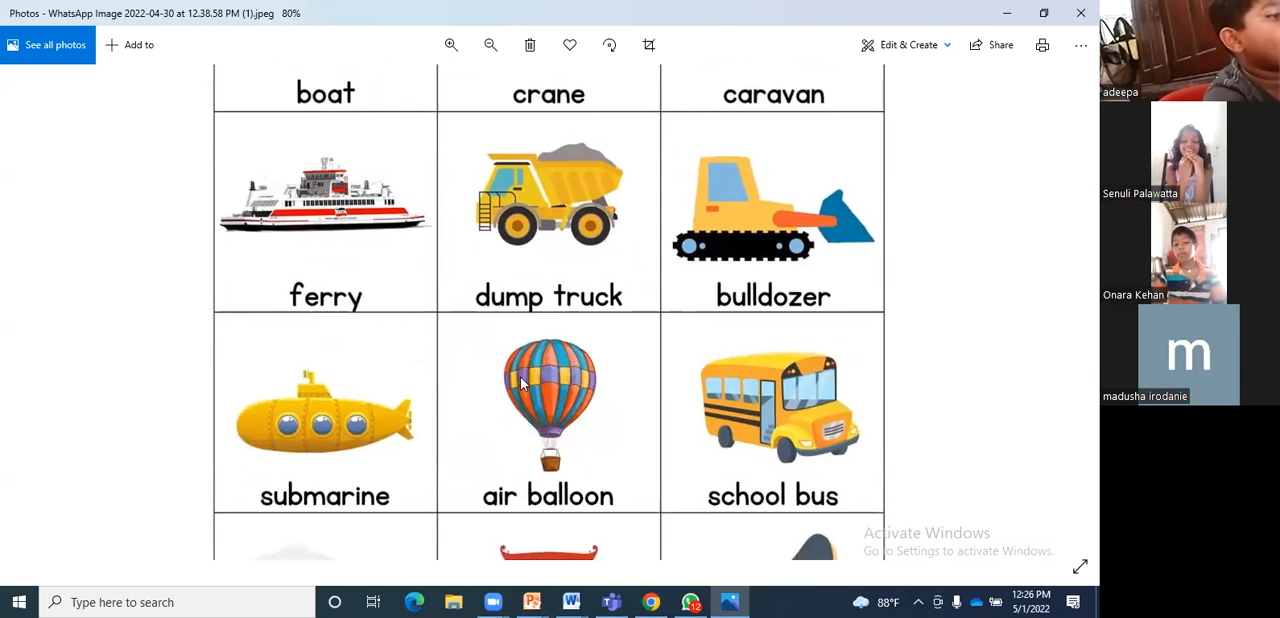 Photos - WhatsApp Image 2022-04-30 at 12.38.58 PM (1).jpeg 80%
See all photos
Add to
Edit & Create
Share
adeepa
Senuli Palawatta
Onara Kehan
m
madusha irodanie
boat crane caravan
ferry dump truck bulldozer
submarine air balloon school bus
Activate Windows
Go to Settings to activate Windows.
Type here to search
12
88°F
12:26 PM
5/1/2022